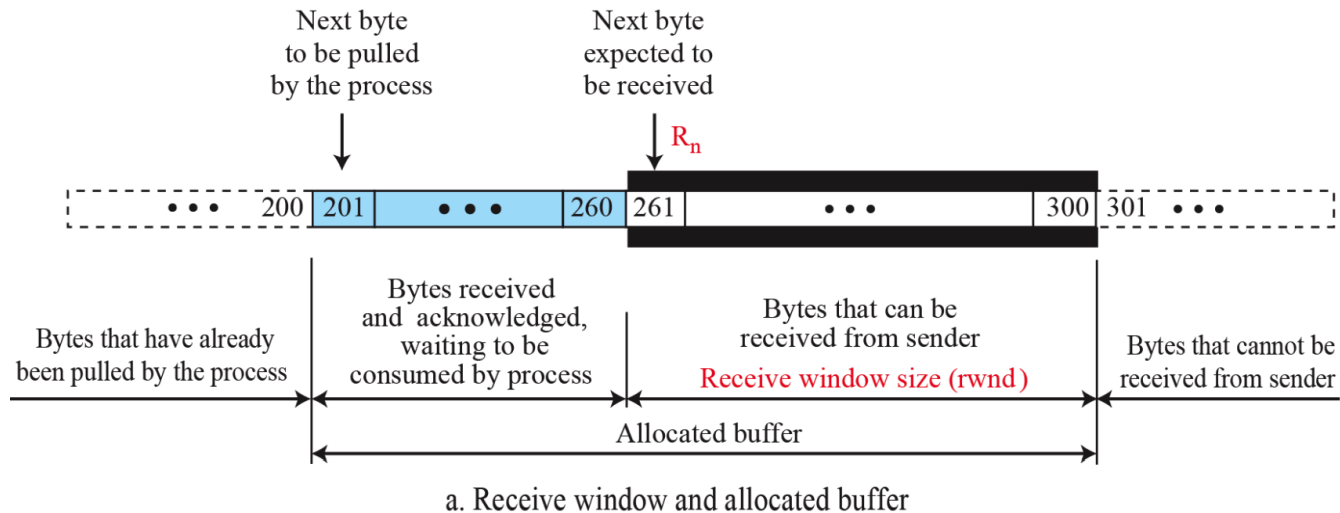 Next byte
to be pulled
by the process
Next byte
expected to
be received
Rn
• • • 200 201 • • • 260 261 • • • 300 301 • • •
Bytes that have already
been pulled by the process
Bytes received
and acknowledged,
waiting to be
consumed by process
Bytes that can be
received from sender
Receive window size (rwnd)
Bytes that cannot be
received from sender
Allocated buffer
a. Receive window and allocated buffer